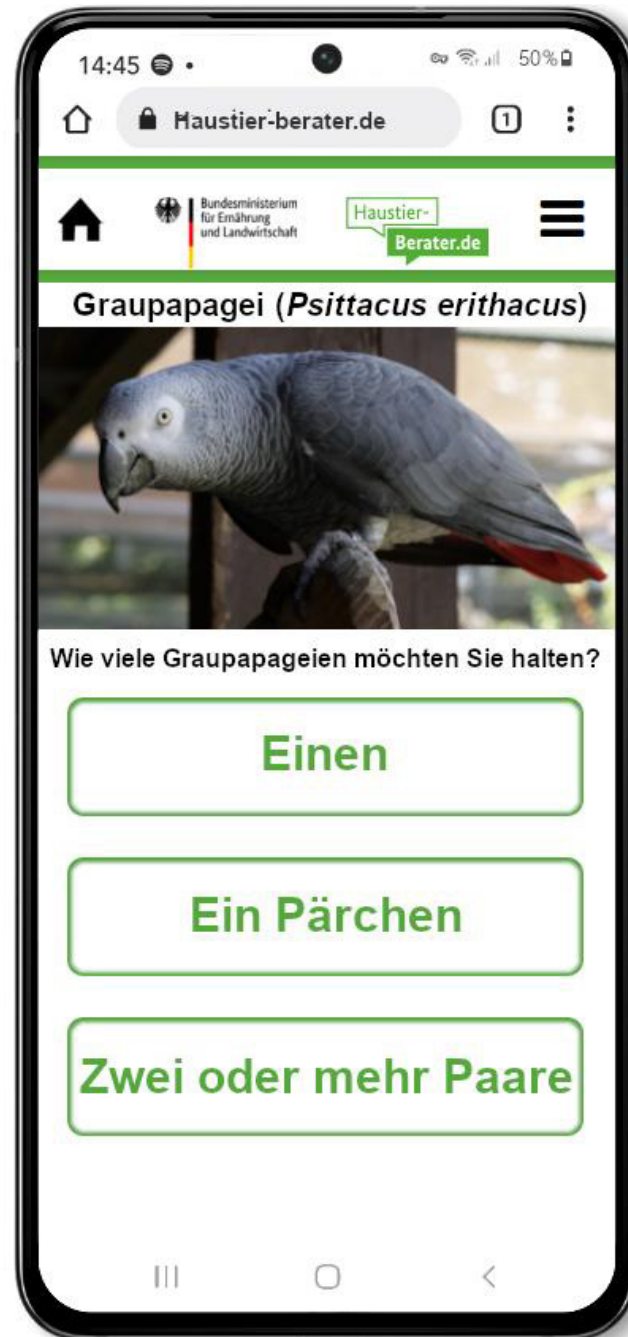 14:45
50%
Haustier-berater.de
1
Bundesministerium
für Ernährung
und Landwirtschaft
Haustier-
Berater.de
Graupapagei (Psittacus erithacus)
Wie viele Graupapageien möchten Sie halten?
Einen
Ein Pärchen
Zwei oder mehr Paare